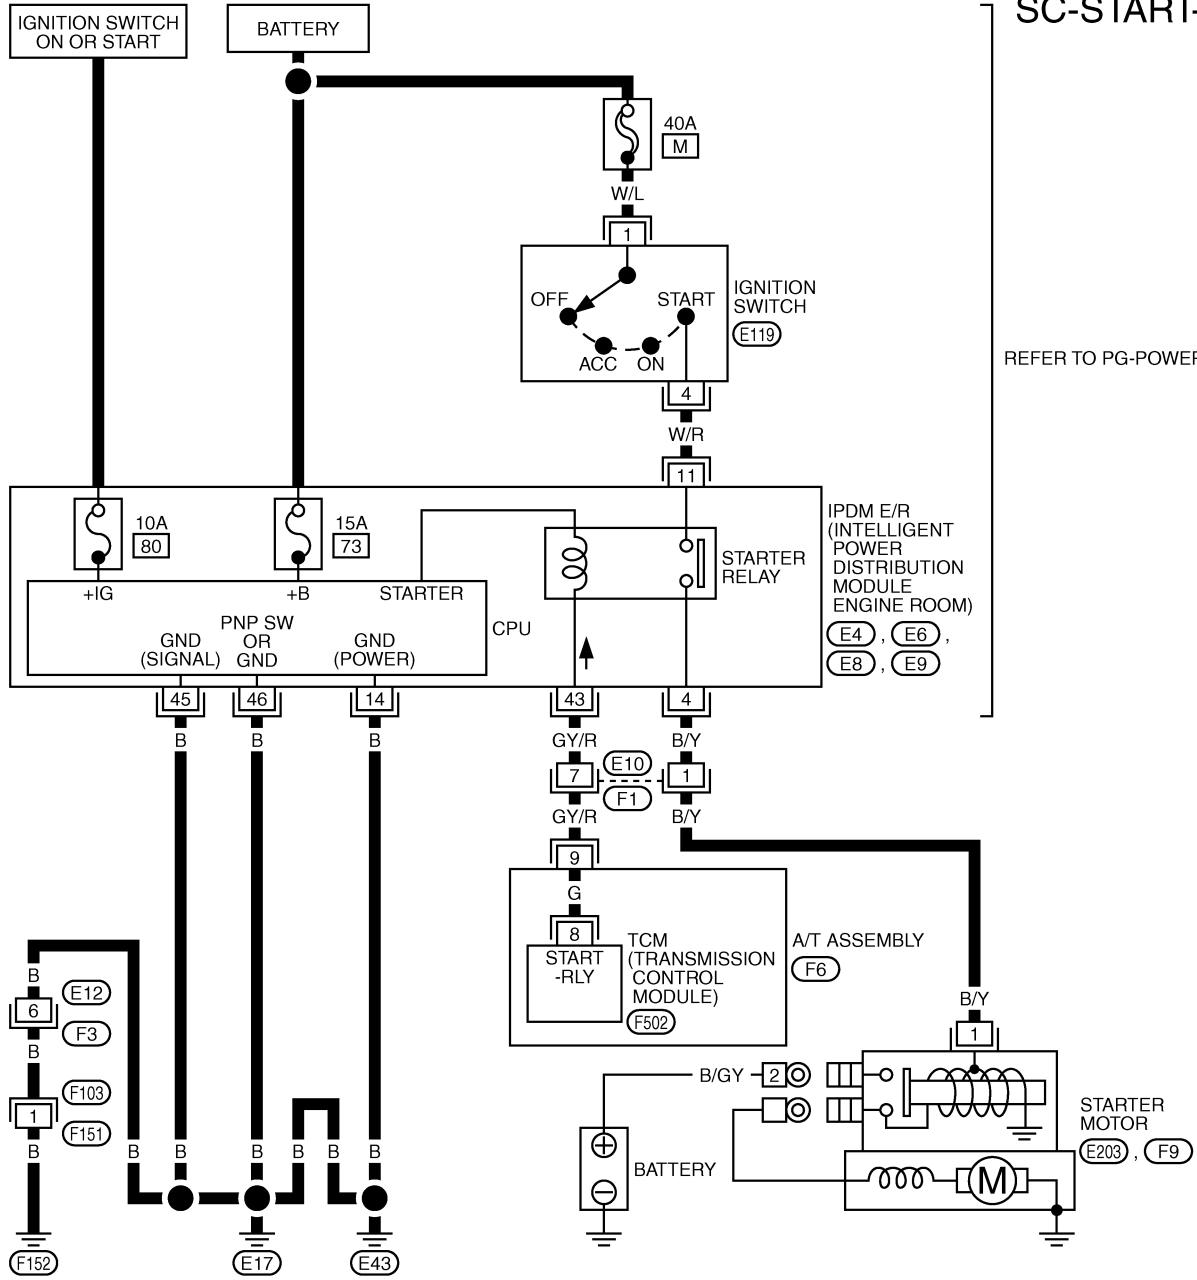 SC-START-
IGNITION SWITCH
ON OR START
BATTERY
40A
M
W/L
1
OFF
START
ACC
ON
IGNITION
SWITCH
E119
REFER TO PG-POWER
4
W/R
11
10A
80
15A
73
STARTER
RELAY
IPDM E/R
(INTELLIGENT
POWER
DISTRIBUTION
MODULE
ENGINE ROOM)
E4 , E6 ,
E8 , E9
+IG
+B
STARTER
CPU
GND
(SIGNAL)
PNP SW
OR
GND
GND
(POWER)
45
46
14
43
4
B
B
B
GY/R
B/Y
7
E10
F1
1
GY/R
B/Y
9
G
8
START
-RLY
TCM
(TRANSMISSION
CONTROL
MODULE)
F502
A/T ASSEMBLY
F6
B
6
E12
F3
B
F103
1
F151
B
B
B
B
B
B
B
F152
E17
E43
B/Y
1
B/GY
2
BATTERY
STARTER
MOTOR
E203 , F9
M